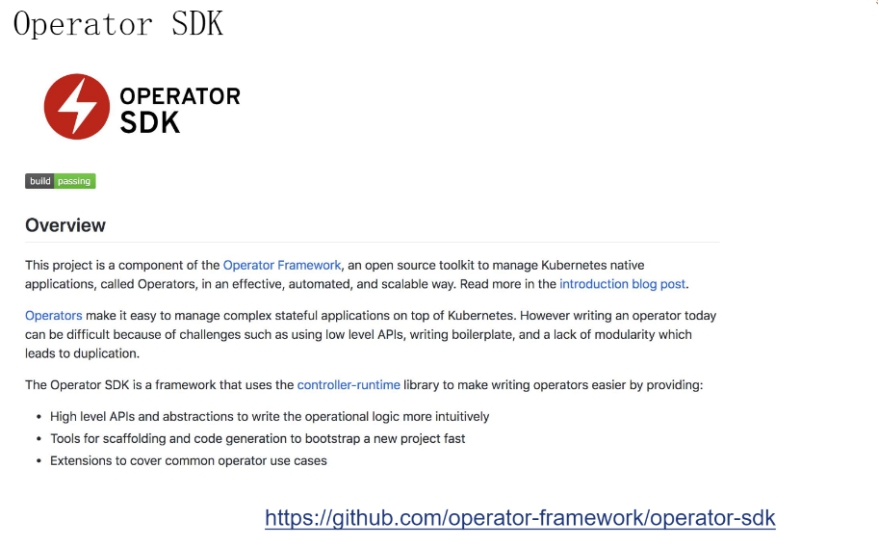 Operator SDK
OPERATOR
SDK
build passing
Overview
This project is a component of the Operator Framework, an open source toolkit to manage Kubernetes native
applications, called Operators, in an effective, automated, and scalable way. Read more in the introduction blog post.
Operators make it easy to manage complex stateful applications on top of Kubernetes. However writing an operator today
can be difficult because of challenges such as using low level APIs, writing boilerplate, and a lack of modularity which
leads to duplication.
The Operator SDK is a framework that uses the controller-runtime library to make writing operators easier by providing:
• High level APIs and abstractions to write the operational logic more intuitively
• Tools for scaffolding and code generation to bootstrap a new project fast
• Extensions to cover common operator use cases
https://github.com/operator-framework/operator-sdk